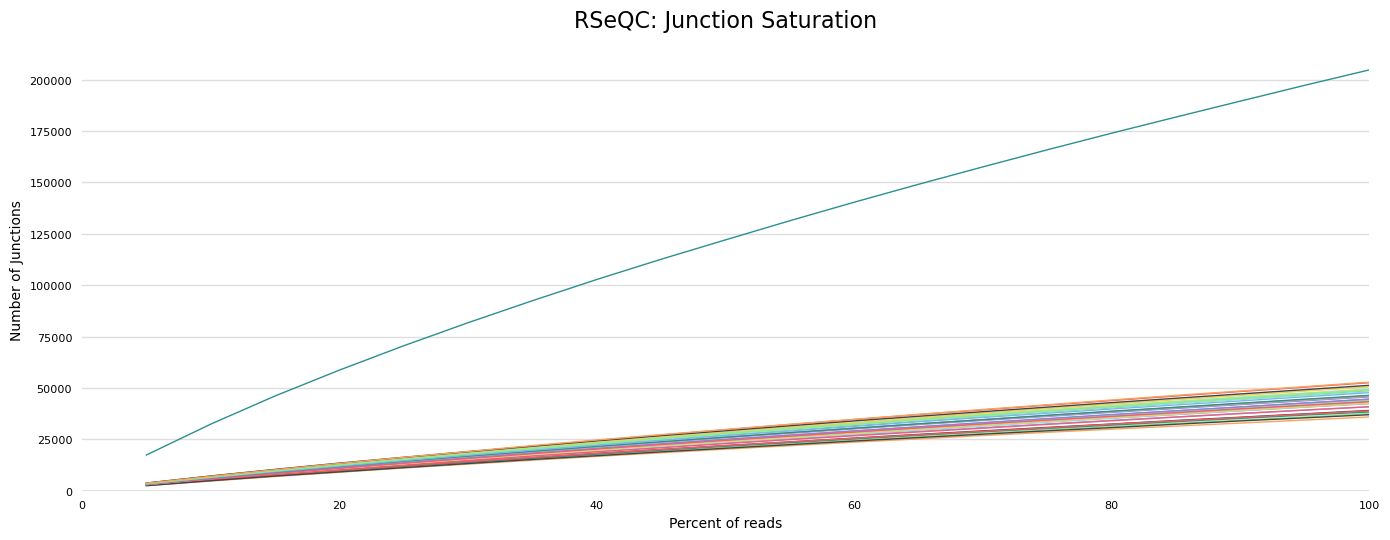 RSeQC: Junction Saturation
Number of Junctions
200000
175000
150000
125000
100000
75000
50000
25000
0
0 20 40 60 80 100
Percent of reads